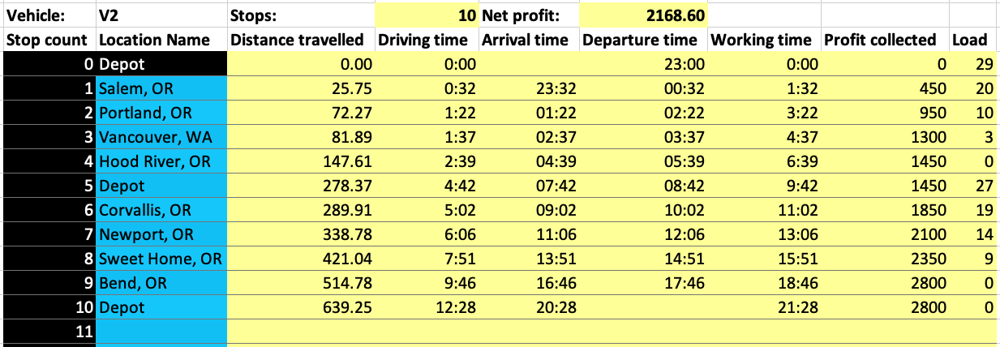 Vehicle: V2 Stops: 10 Net profit: 2168.60
Stop count Location Name Distance travelled Driving time Arrival time Departure time Working time Profit collected Load
0 Depot 0.00 0:00 23:00 0:00 0 29
1 Salem, OR 25.75 0:32 23:32 00:32 1:32 450 20
2 Portland, OR 72.27 1:22 01:22 02:22 3:22 950 10
3 Vancouver, WA 81.89 1:37 02:37 03:37 4:37 1300 3
4 Hood River, OR 147.61 2:39 04:39 05:39 6:39 1450 0
5 Depot 278.37 4:42 07:42 08:42 9:42 1450 27
6 Corvallis, OR 289.91 5:02 09:02 10:02 11:02 1850 19
7 Newport, OR 338.78 6:06 11:06 12:06 13:06 2100 14
8 Sweet Home, OR 421.04 7:51 13:51 14:51 15:51 2350 9
9 Bend, OR 514.78 9:46 16:46 17:46 18:46 2800 0
10 Depot 639.25 12:28 20:28 21:28 2800 0
11